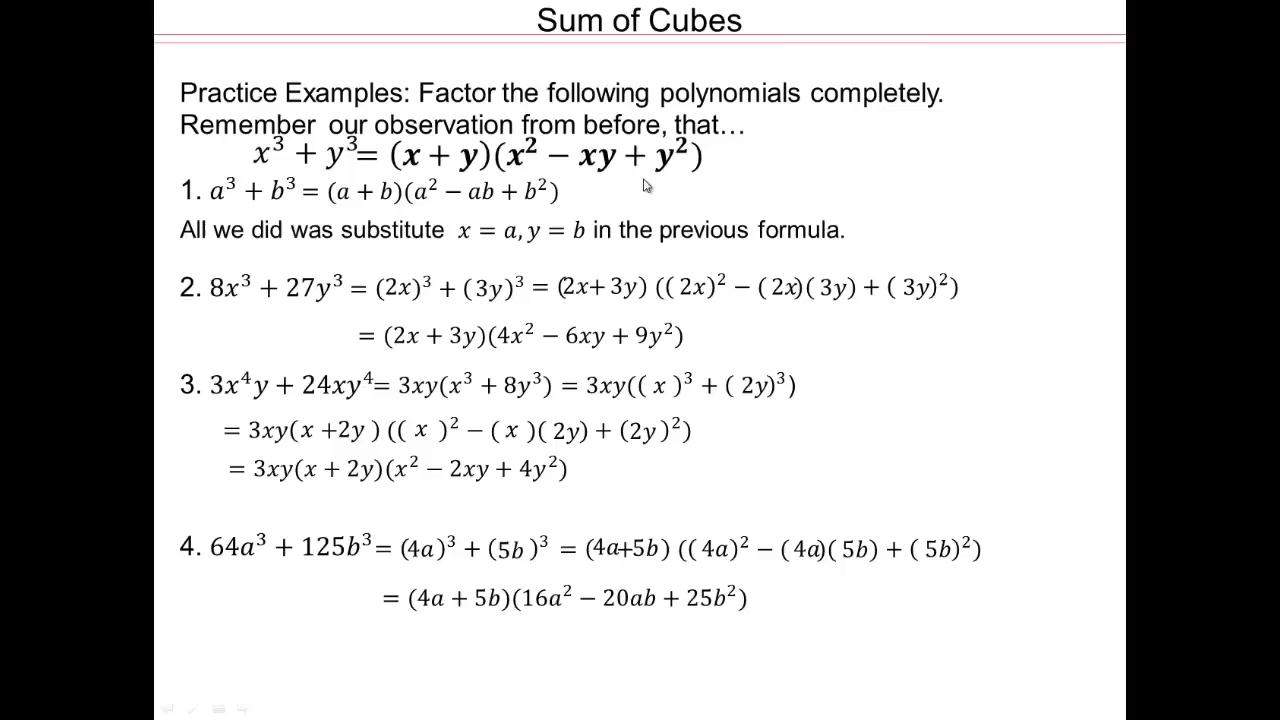 Sum of Cubes
Practice Examples: Factor the following polynomials completely.
Remember our observation from before, that…
x³ + y³= (x + y)(x² − xy + y²)
1. a³ + b³ = (a + b)(a² − ab + b²)
All we did was substitute x = a, y = b in the previous formula.
2. 8x³ + 27y³ = (2x)³ + (3y)³ = (2x+ 3y) (( 2x)² − ( 2x)( 3y) + ( 3y)²)
= (2x + 3y)(4x² − 6xy + 9y²)
3. 3x⁴y + 24xy⁴= 3xy(x³ + 8y³) = 3xy(( x )³ + ( 2y)³)
= 3xy(x +2y ) (( x )² − ( x )( 2y) + (2y )²)
= 3xy(x + 2y)(x² − 2xy + 4y²)
4. 64a³ + 125b³= (4a)³ + (5b )³ = (4a+5b) (( 4a)² − ( 4a)( 5b) + ( 5b)²)
= (4a + 5b)(16a² − 20ab + 25b²)